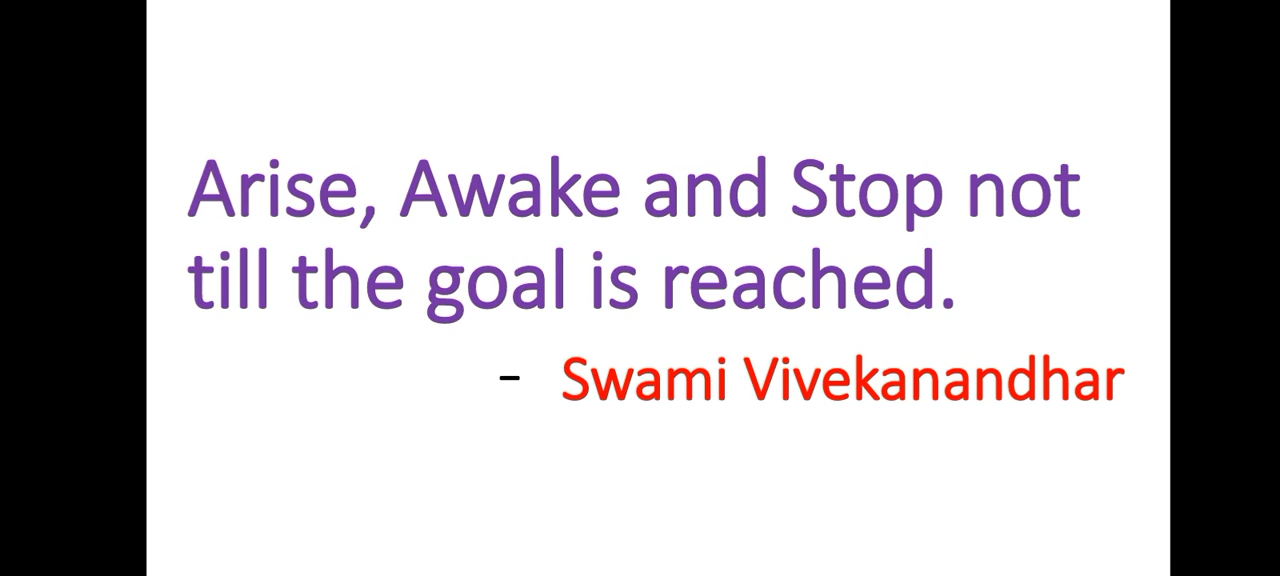 Arise, Awake and Stop not
till the goal is reached.
- Swami Vivekanandhar